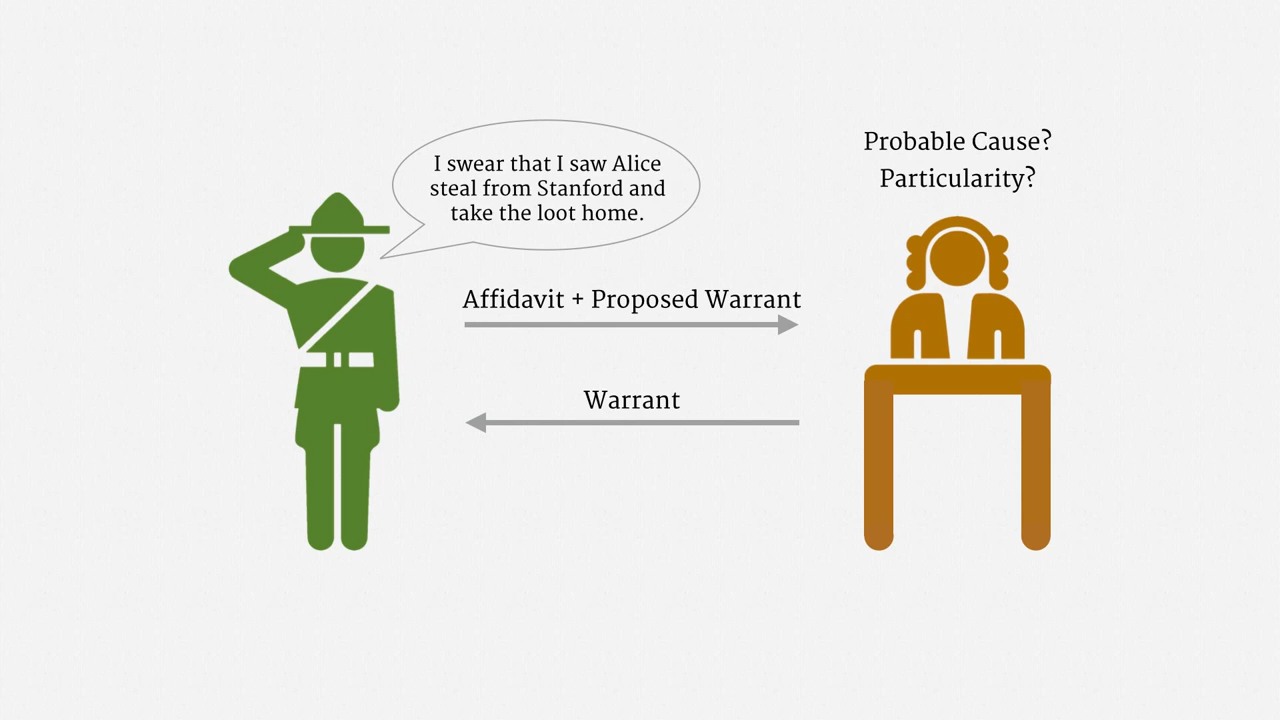 I swear that I saw Alice
steal from Stanford and
take the loot home.
Probable Cause?
Particularity?
Affidavit + Proposed Warrant
Warrant